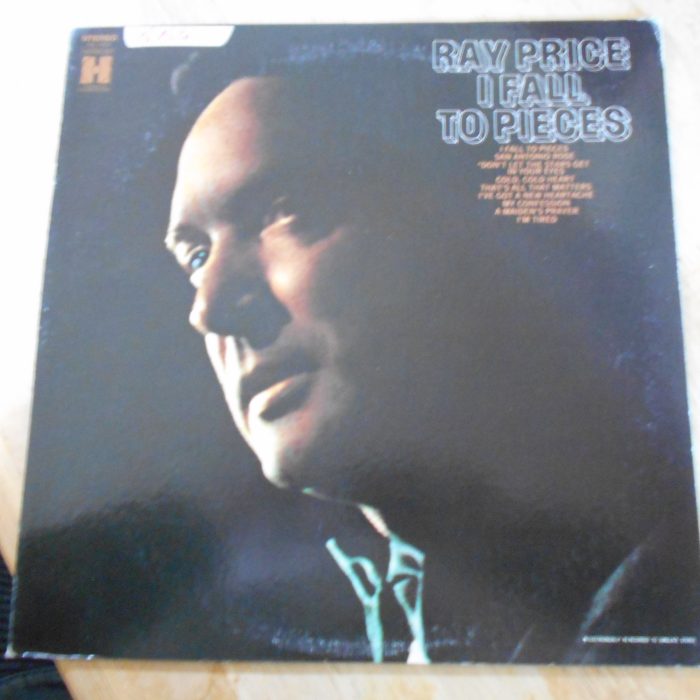 STEREO
H
RAY PRICE
I FALL
TO PIECES
I FALL TO PIECES
SAN ANTONIO ROSE
*DON'T LET THE STARS GET
IN YOUR EYES
COLD, COLD HEART
THAT'S ALL THAT MATTERS
I'VE GOT A NEW HEARTACHE
MY CONFESSION
A MAIDEN'S PRAYER
I'M TIRED